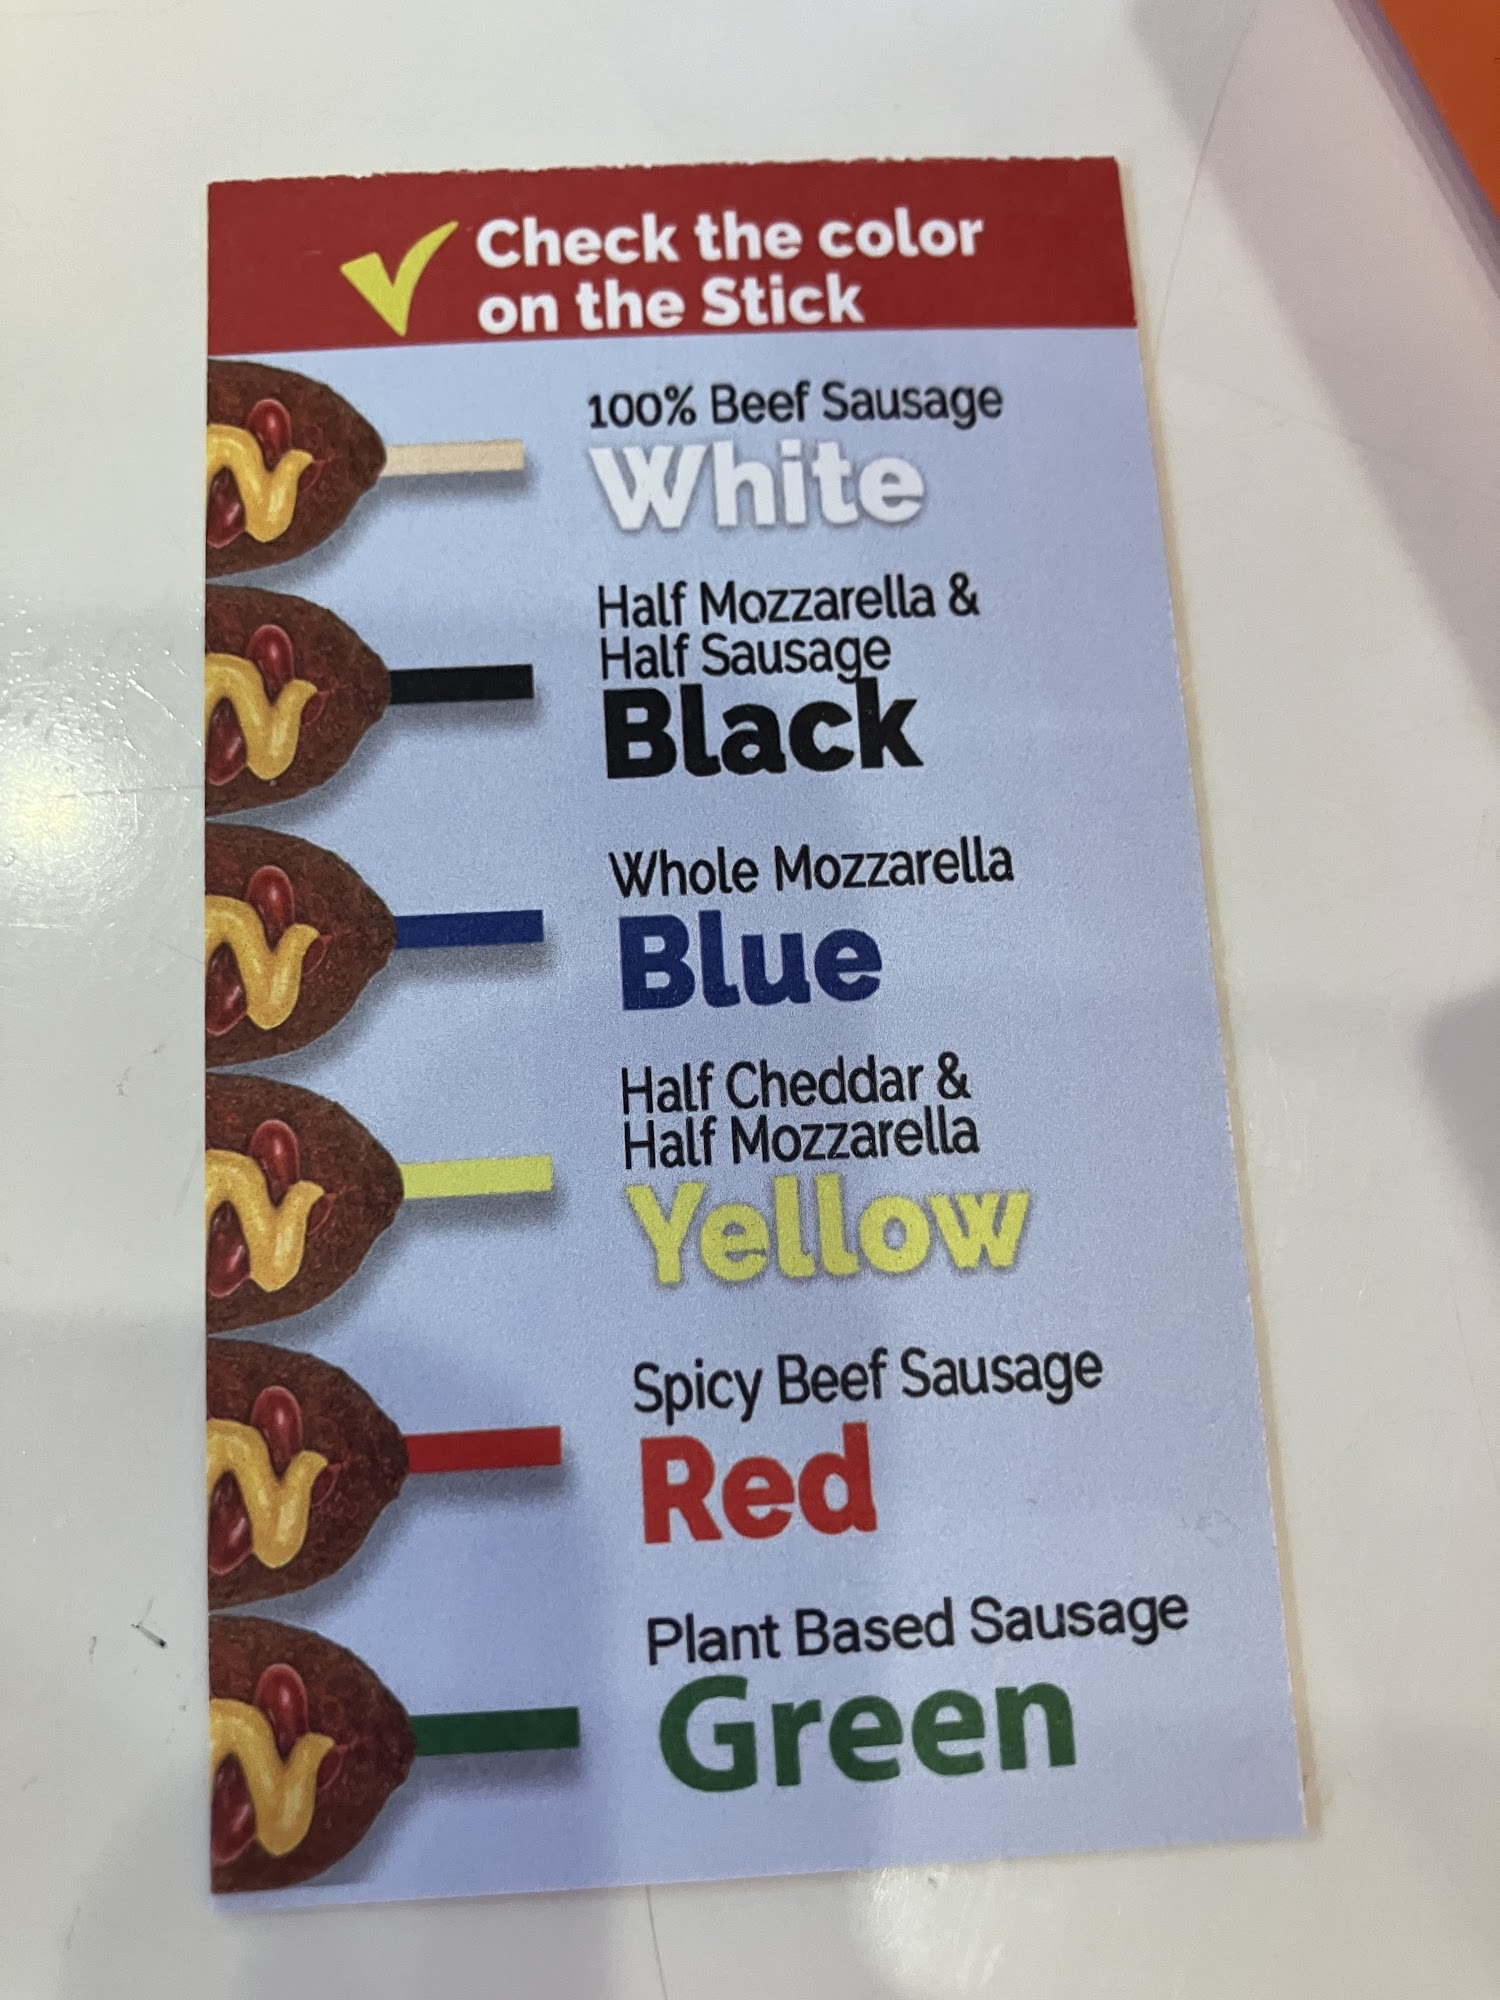 Check the color
on the Stick
100% Beef Sausage
White
Half Mozzarella &
Half Sausage
Black
Whole Mozzarella
Blue
Half Cheddar &
Half Mozzarella
Yellow
Spicy Beef Sausage
Red
Plant Based Sausage
Green